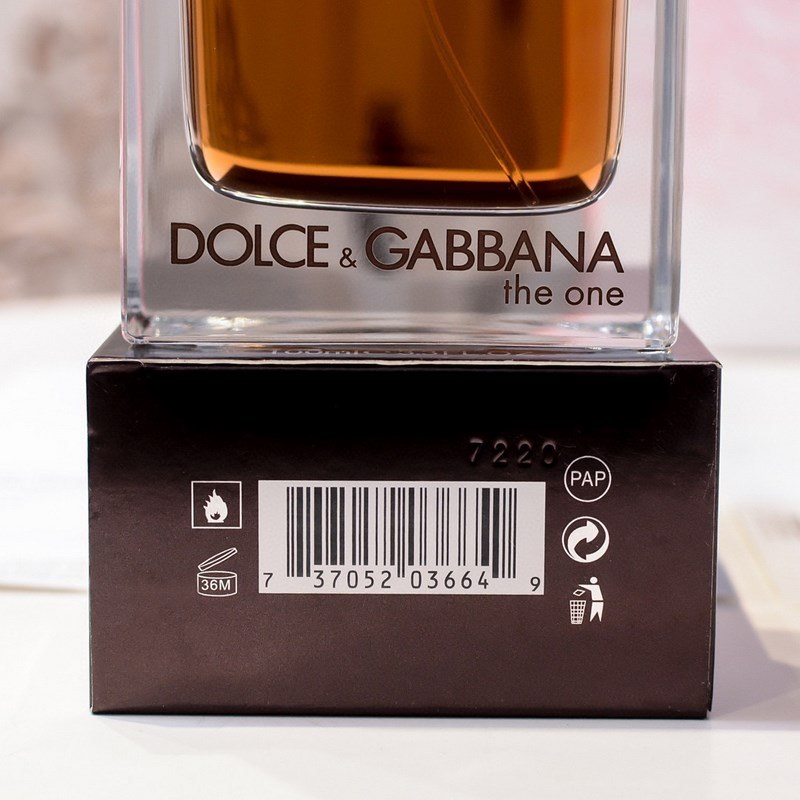 DOLCE & GABBANA
the one
7220
PAP
36M
7 37052 03664 9